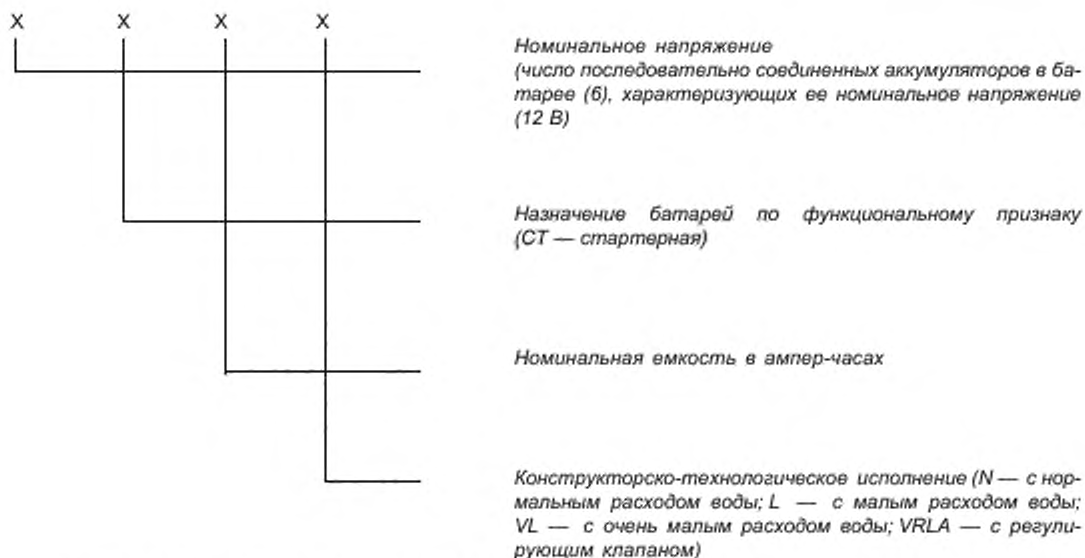 X X X X
Номинальное напряжение
(число последовательно соединенных аккумуляторов в ба-
тарее (6), характеризующих ее номинальное напряжение
(12 В)
Назначение батарей по функциональному признаку
(СТ — стартерная)
Номинальная емкость в ампер-часах
Конструкторско-технологическое исполнение (N — с нор-
мальным расходом воды; L — с малым расходом воды;
VL — с очень малым расходом воды; VRLA — с регули-
рующим клапаном)